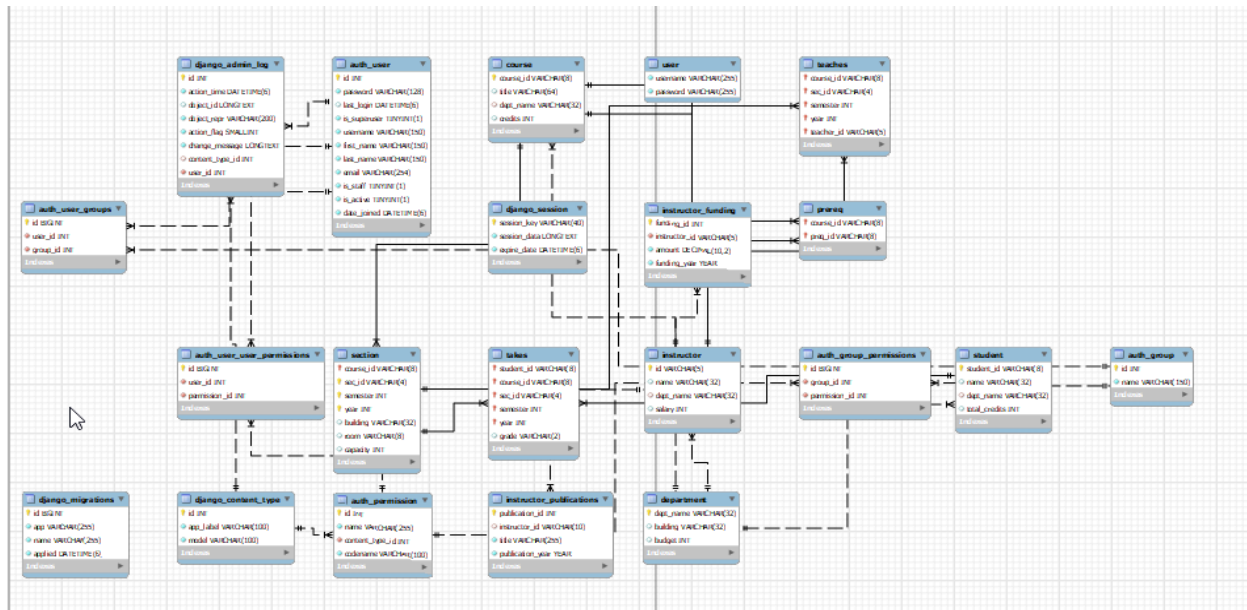 django_admin_log
id INT
action_time DATETIME(6)
object_id LONGTEXT
object_repr VARCHAR(200)
action_flag SMALLINT
change_message LONGTEXT
content_type_id INT
user_id INT
Indexes
auth_user
id INT
password VARCHAR(128)
last_login DATETIME(6)
is_superuser TINYINT(1)
username VARCHAR(150)
first_name VARCHAR(150)
last_name VARCHAR(150)
email VARCHAR(254)
is_staff TINYINT(1)
is_active TINYINT(1)
date_joined DATETIME(6)
Indexes
course
course_id VARCHAR(8)
title VARCHAR(64)
dept_name VARCHAR(32)
credits INT
Indexes
user
username VARCHAR(255)
password VARCHAR(255)
Indexes
teaches
course_id VARCHAR(8)
sec_id VARCHAR(4)
semester INT
year INT
teacher_id VARCHAR(5)
Indexes
auth_user_groups
id BIGINT
user_id INT
group_id INT
Indexes
django_session
session_key VARCHAR(40)
session_data LONGTEXT
expire_date DATETIME(6)
Indexes
instructor_funding
funding_id INT
instructor_id VARCHAR(5)
amount DECIMAL(10,2)
funding_year YEAR
Indexes
prereq
course_id VARCHAR(8)
preq_id VARCHAR(8)
Indexes
auth_user_user_permissions
id BIGINT
user_id INT
permission_id INT
Indexes
section
course_id VARCHAR(8)
sec_id VARCHAR(4)
semester INT
year INT
building VARCHAR(32)
room VARCHAR(8)
capacity INT
Indexes
takes
student_id VARCHAR(8)
course_id VARCHAR(8)
sec_id VARCHAR(4)
semester INT
year INT
grade VARCHAR(2)
Indexes
instructor
id VARCHAR(5)
name VARCHAR(32)
dept_name VARCHAR(32)
salary INT
Indexes
auth_group_permissions
id BIGINT
group_id INT
permission_id INT
Indexes
student
student_id VARCHAR(8)
name VARCHAR(32)
dept_name VARCHAR(32)
total_credits INT
Indexes
auth_group
id INT
name VARCHAR(150)
Indexes
django_migrations
id BIGINT
app VARCHAR(255)
name VARCHAR(255)
applied DATETIME(6)
Indexes
django_content_type
id INT
app_label VARCHAR(100)
model VARCHAR(100)
Indexes
auth_permission
id INT
name VARCHAR(255)
content_type_id INT
codename VARCHAR(100)
Indexes
instructor_publications
publication_id INT
instructor_id VARCHAR(10)
title VARCHAR(255)
publication_year YEAR
Indexes
department
dept_name VARCHAR(32)
building VARCHAR(32)
budget INT
Indexes